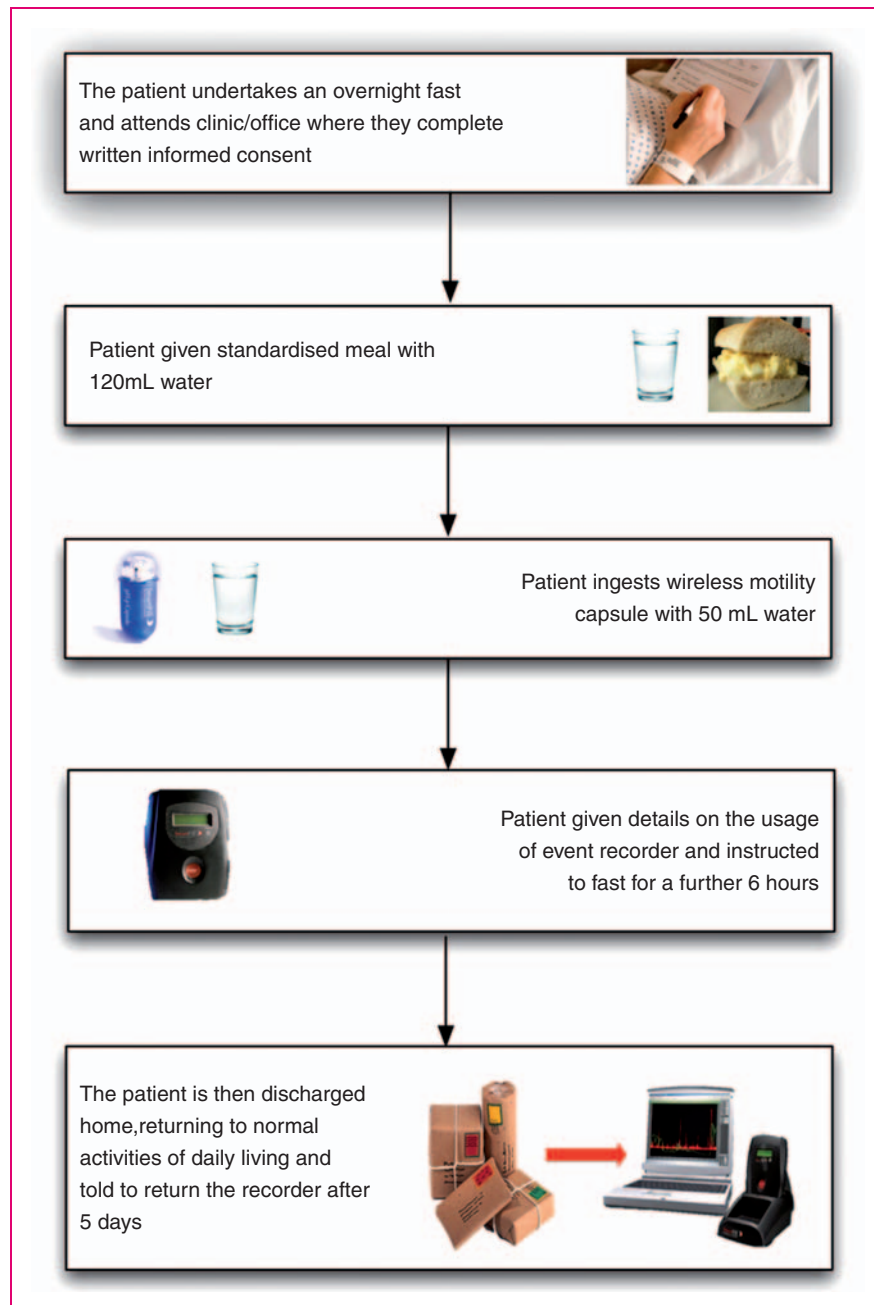 The patient undertakes an overnight fast
and attends clinic/office where they complete
written informed consent
Patient given standardised meal with
120mL water
Patient ingests wireless motility
capsule with 50 mL water
Patient given details on the usage
of event recorder and instructed
to fast for a further 6 hours
The patient is then discharged
home,returning to normal
activities of daily living and
told to return the recorder after
5 days